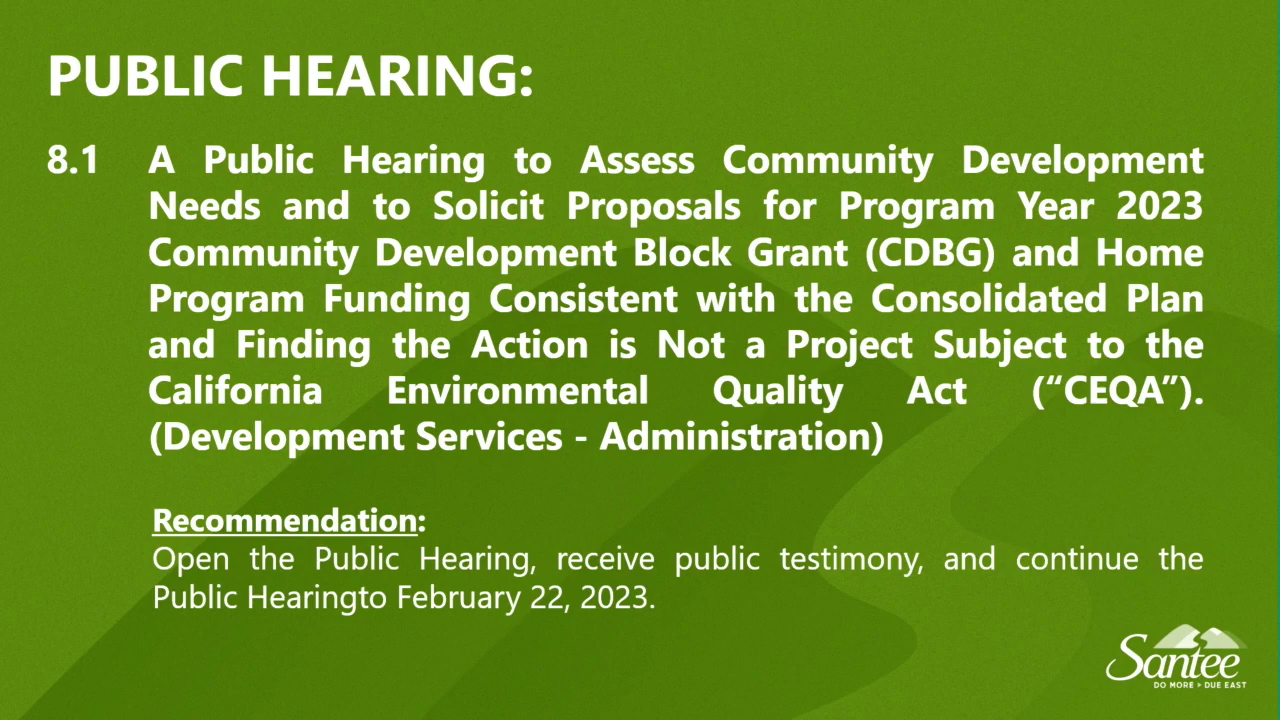 PUBLIC HEARING:
8.1 A Public Hearing to Assess Community Development
Needs and to Solicit Proposals for Program Year 2023
Community Development Block Grant (CDBG) and Home
Program Funding Consistent with the Consolidated Plan
and Finding the Action is Not a Project Subject to the
California Environmental Quality Act (“CEQA”).
(Development Services - Administration)
Recommendation:
Open the Public Hearing, receive public testimony, and continue the
Public Hearingto February 22, 2023.
Santee
DO MORE ▸ DUE EAST